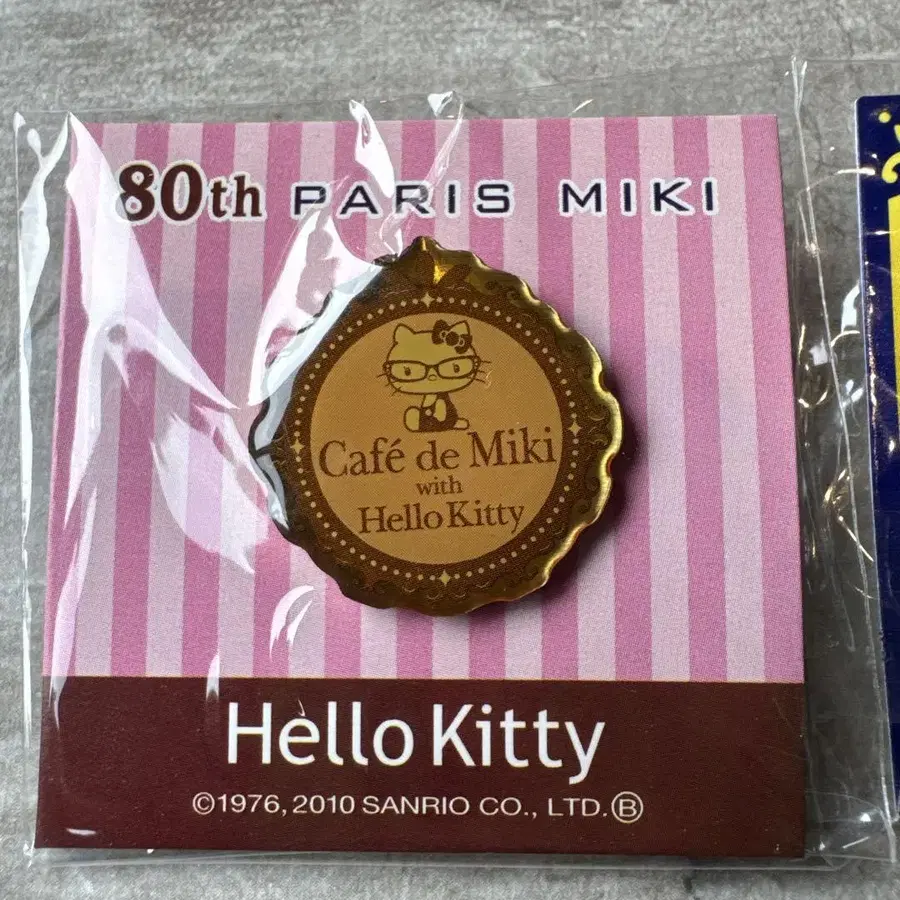 80th PARIS MIKI
Café de Miki
with
Hello Kitty
Hello Kitty
©1976, 2010 SANRIO CO., LTD. Ⓑ